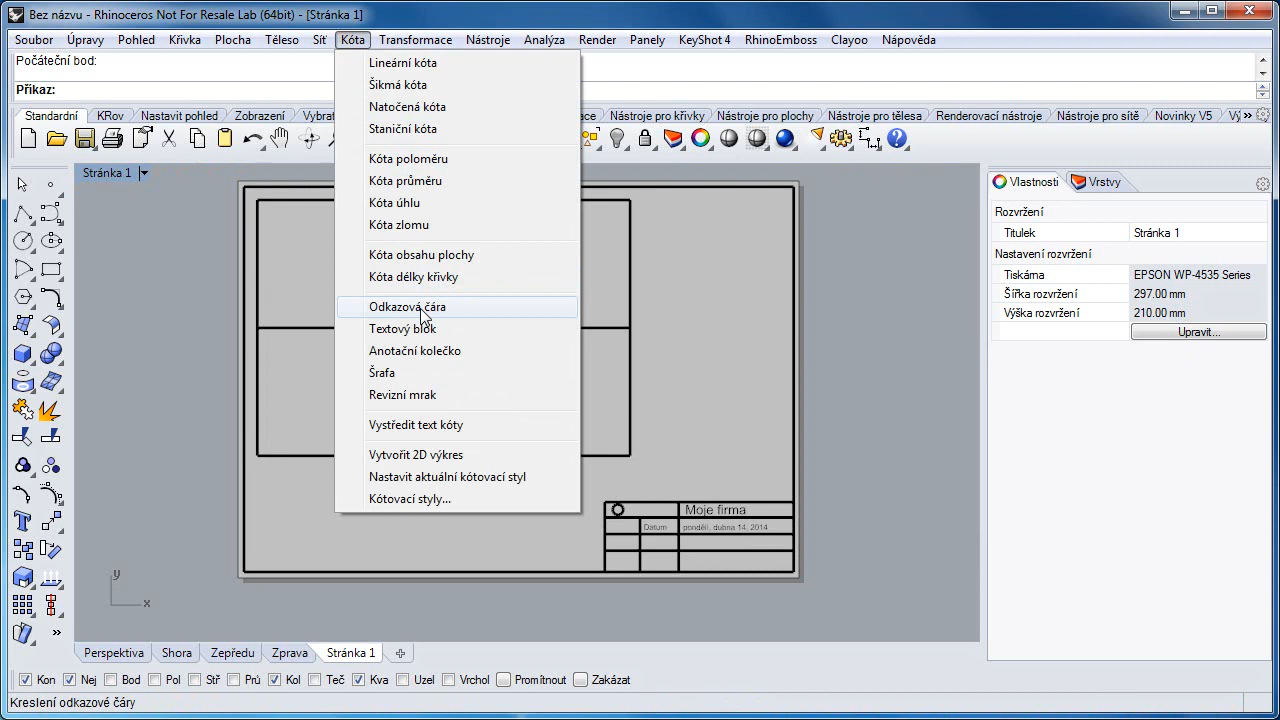 Bez názvu - Rhinoceros Not For Resale Lab (64bit) - [Stránka 1]
Soubor Úpravy Pohled Křivka Plocha Těleso Síť Kóta Transformace Nástroje Analýza Render Panely KeyShot 4 RhinoEmboss Clayoo Nápověda
Počáteční bod:
Příkaz:
Standardní KRov Nastavit pohled Zobrazení Nástroje pro křivky Nástroje pro plochy Nástroje pro tělesa Renderovací nástroje Nástroje pro sítě Novinky V5
Lineární kóta
Šikmá kóta
Natočená kóta
Staniční kóta
Kóta poloměru
Kóta průměru
Kóta úhlu
Kóta zlomu
Kóta obsahu plochy
Kóta délky křivky
Odkazová čára
Textový blok
Anotační kolečko
Šrafa
Revizní mrak
Vystředit text kóty
Vytvořit 2D výkres
Nastavit aktuální kótovací styl
Kótovací styly...
Stránka 1
Moje firma
Datum pondělí, dubna 14, 2014
y
x
Vlastnosti Vrstvy
Rozvržení
Titulek Stránka 1
Nastavení rozvržení
Tiskárna EPSON WP-4535 Series
Šířka rozvržení 297.00 mm
Výška rozvržení 210.00 mm
Upravit...
Perspektiva Shora Zepředu Zprava Stránka 1
Kon Nej Bod Pol Stř Prů Kol Teč Kva Uzel Vrchol Promítnout Zakázat
Kreslení odkazové čáry